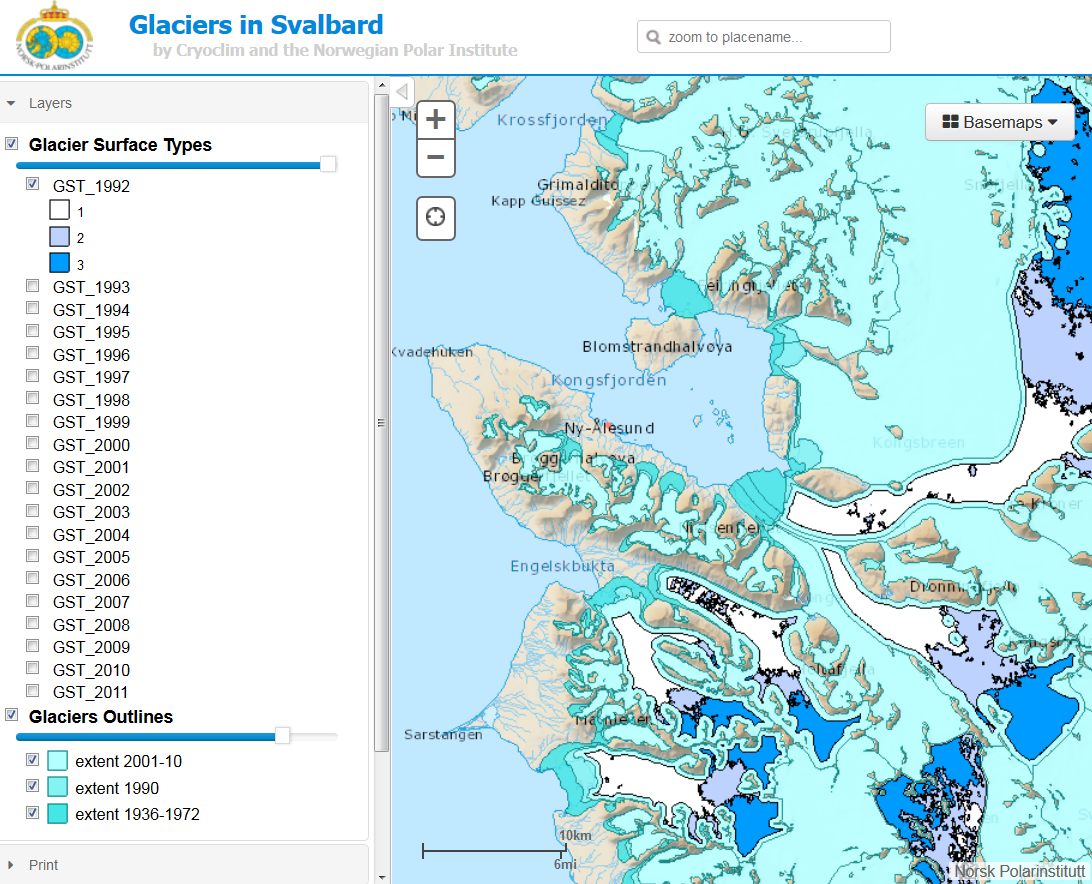 Glaciers in Svalbard
by Cryoclim and the Norwegian Polar Institute
NORSK-POLARINSTITUTT
zoom to placename...
Layers
Glacier Surface Types
GST_1992
1
2
3
GST_1993
GST_1994
GST_1995
GST_1996
GST_1997
GST_1998
GST_1999
GST_2000
GST_2001
GST_2002
GST_2003
GST_2004
GST_2005
GST_2006
GST_2007
GST_2008
GST_2009
GST_2010
GST_2011
Glaciers Outlines
extent 2001-10
extent 1990
extent 1936-1972
Print
+
−
Basemaps
Krossfjorden
Kapp Guissez
Blomstrandhalvøya
Kvadehuken
Kongsfjorden
Ny-Ålesund
Kongsbreen
Engelskbukta
Sarstangen
10km
6mi
Norsk Polarinstitutt